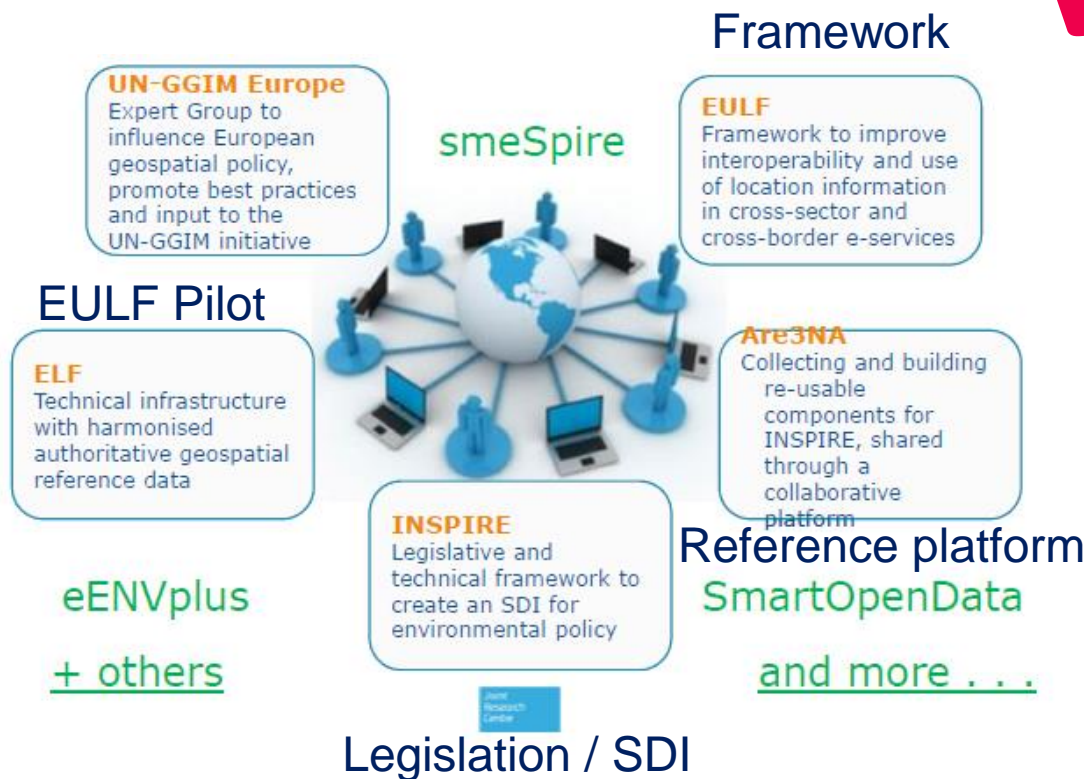 Framework
UN-GGIM Europe
Expert Group to
influence European
geospatial policy,
promote best practices
and input to the
UN-GGIM initiative
smeSpire
EULF
Framework to improve
interoperability and use
of location information
in cross-sector and
cross-border e-services
EULF Pilot
ELF
Technical infrastructure
with harmonised
authoritative geospatial
reference data
Are3NA
Collecting and building
re-usable
components for
INSPIRE, shared
through a
collaborative
platform
INSPIRE
Legislative and
technical framework to
create an SDI for
environmental policy
Reference platform
eENVplus
SmartOpenData
+ others
and more . . .
Joint
Research
Centre
Legislation / SDI